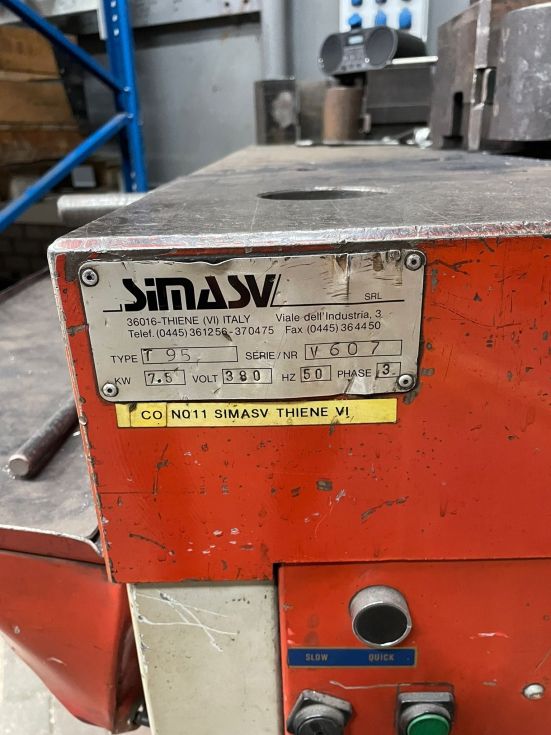 SIMASV SRL
36016-THIENE (VI) ITALY Viale dell'Industria, 3
Telef. (0445) 361256-370475 Fax (0445) 364450
TYPE T 95 SERIE/NR V 607
KW 7.5 VOLT 380 HZ 50 PHASE 3
CO NO11 SIMASV THIENE VI
SLOW QUICK